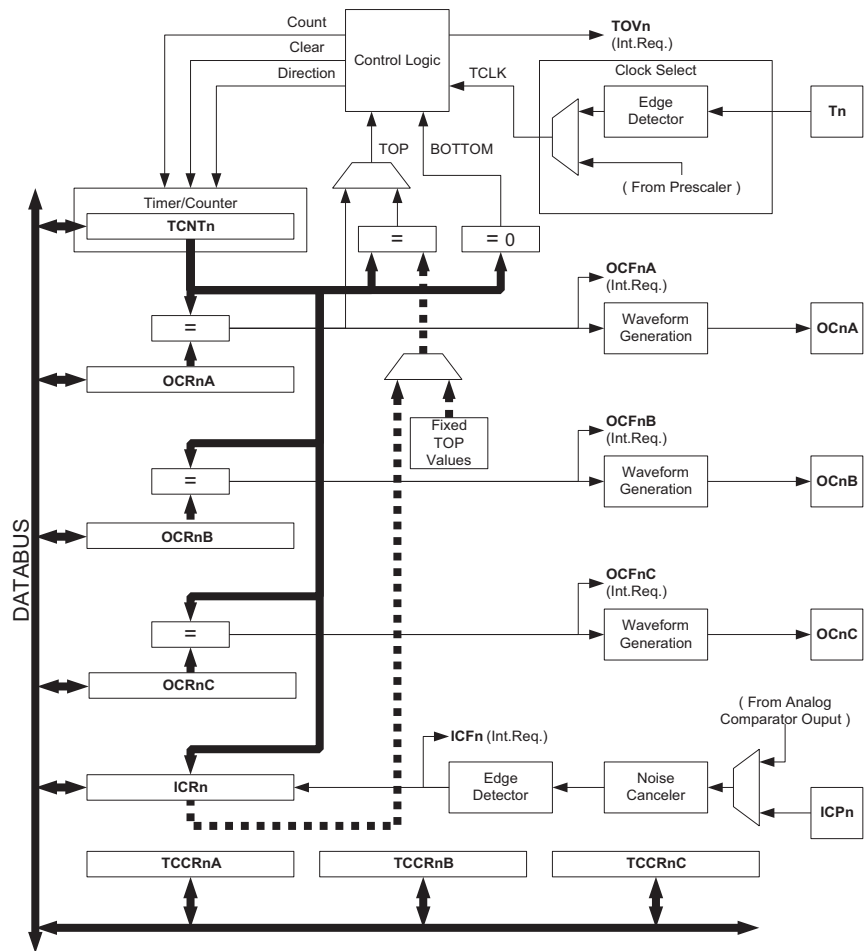 Count
TOVn
(Int.Req.)
Clear
Control Logic
Direction
TCLK
Clock Select
Edge
Detector
Tn
TOP
BOTTOM
( From Prescaler )
Timer/Counter
TCNTn
=
= 0
OCFnA
(Int.Req.)
=
Waveform
Generation
OCnA
OCRnA
Fixed
TOP
Values
OCFnB
(Int.Req.)
=
Waveform
Generation
OCnB
OCRnB
DATABUS
OCFnC
(Int.Req.)
=
Waveform
Generation
OCnC
OCRnC
( From Analog
Comparator Ouput )
ICFn (Int.Req.)
ICRn
Edge
Detector
Noise
Canceler
ICPn
TCCRnA
TCCRnB
TCCRnC